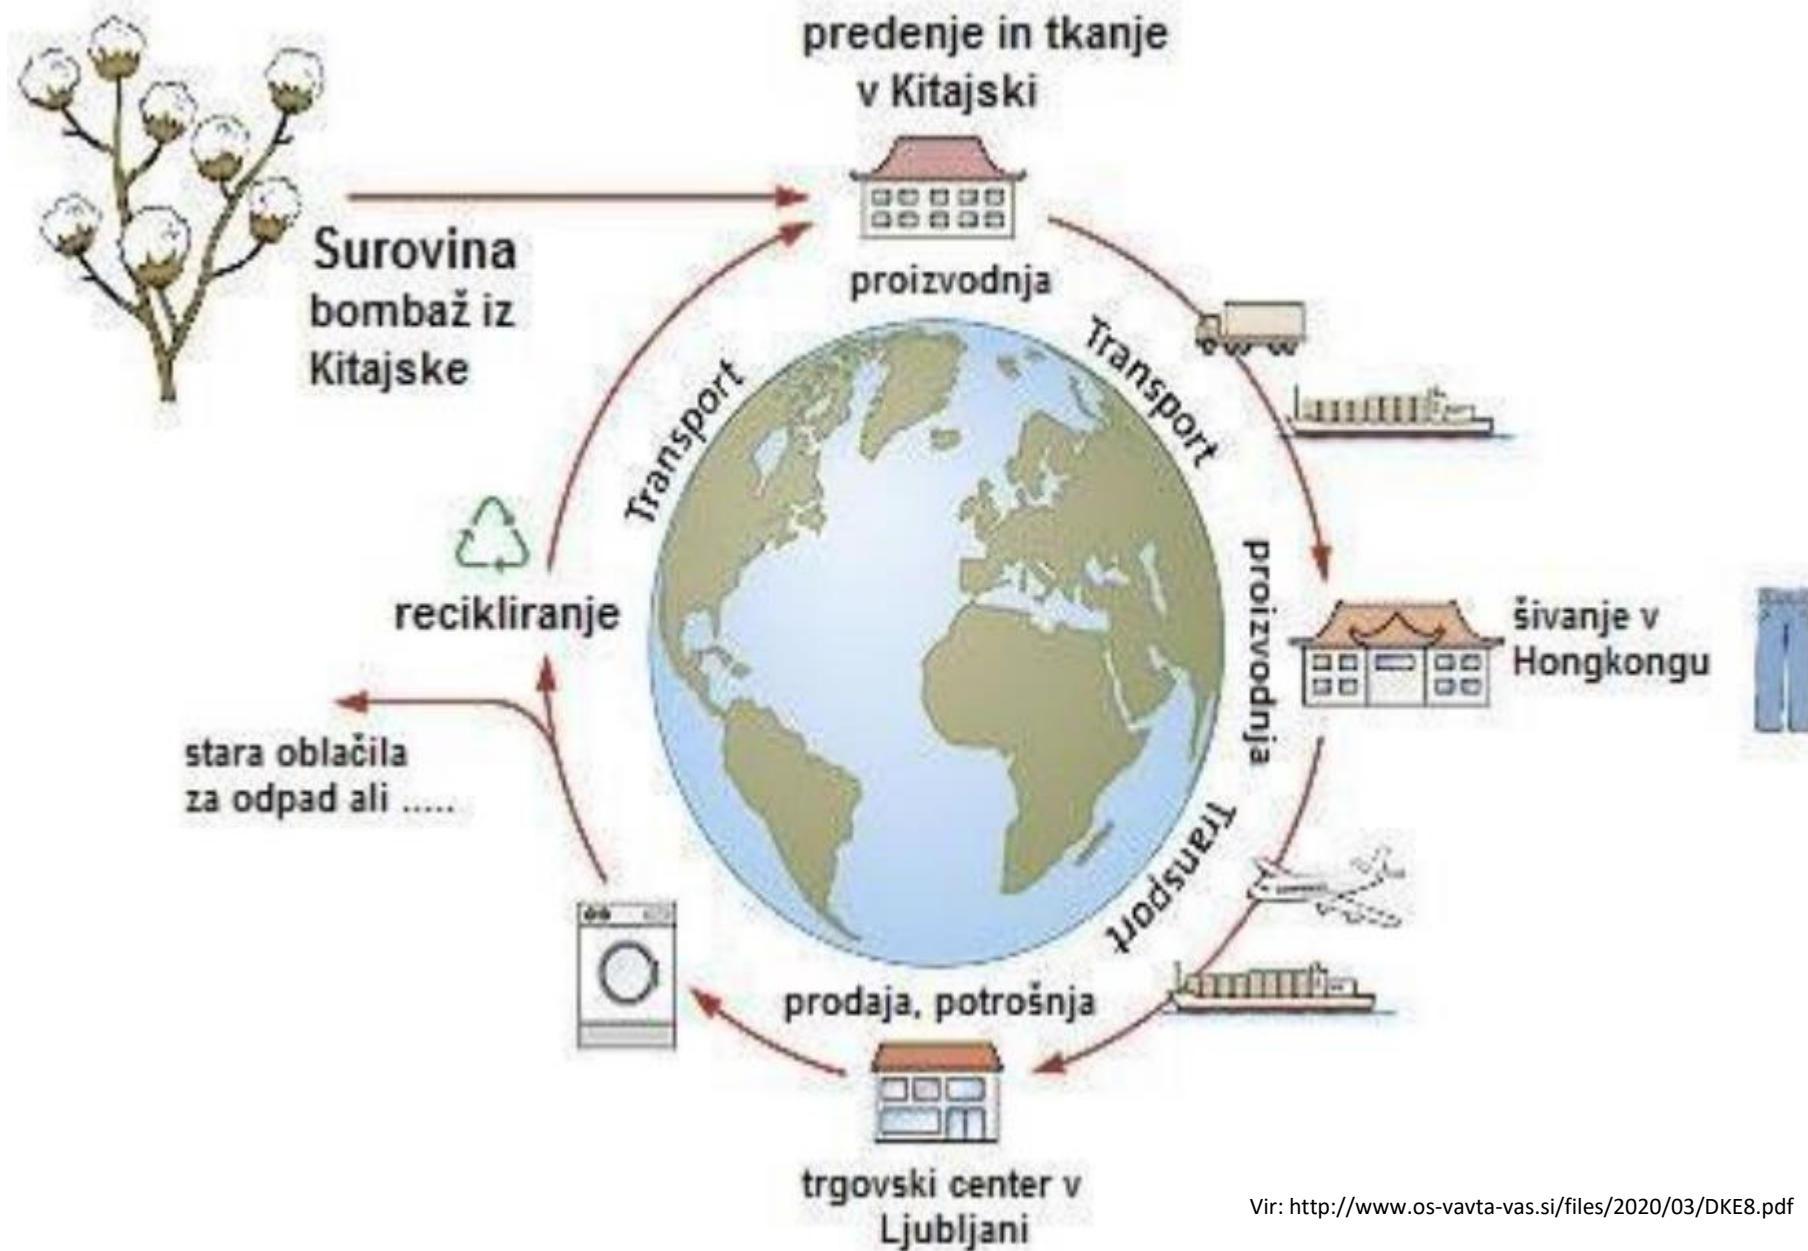 predenje in tkanje
v Kitajski
Surovina
bombaž iz
Kitajske
proizvodnja
Transport
Transport
proizvodnja
šivanje v
Hongkongu
recikliranje
stara oblačila
za odpad ali .....
Transport
prodaja, potrošnja
trgovski center v
Ljubljani
Vir: http://www.os-vavta-vas.si/files/2020/03/DKE8.pdf